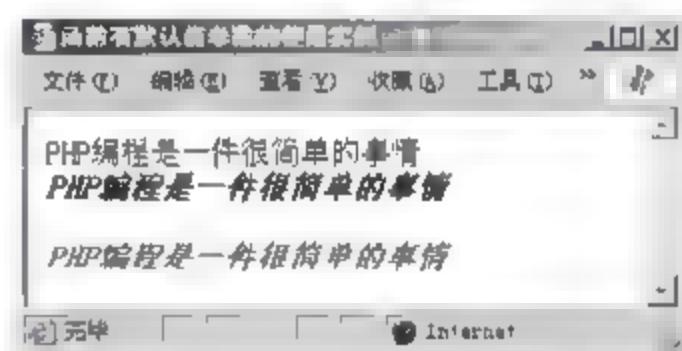 函数有默认值参数的使用实例
文件(F) 编辑(E) 查看(V) 收藏(A) 工具(T) »
PHP编程是一件很简单的事情
PHP编程是一件很简单的事情
PHP编程是一件很简单的事情
完毕 Internet